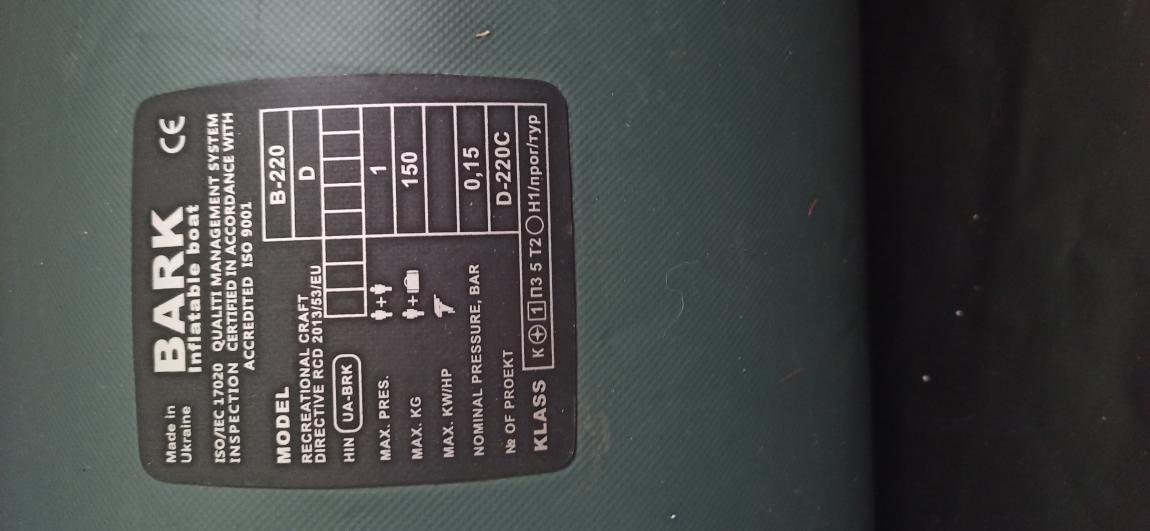 Made in
Ukraine
BARK
Inflatable boat
CE
ISO/IEC 17020 QUALITI MANAGEMENT SYSTEM
INSPECTION CERTIFIED IN ACCORDANCE WITH
ACCREDITED ISO 9001
MODEL B-220
RECREATIONAL CRAFT
DIRECTIVE RCD 2013/53/EU D
HIN UA-BRK
MAX. PRES. + 1
MAX. KG + 150
MAX. KW/HP
NOMINAL PRESSURE, BAR 0,15
№ OF PROEKT D-220C
KLASS К 1 ПЗ 5 Т2 Н1/прог/тур